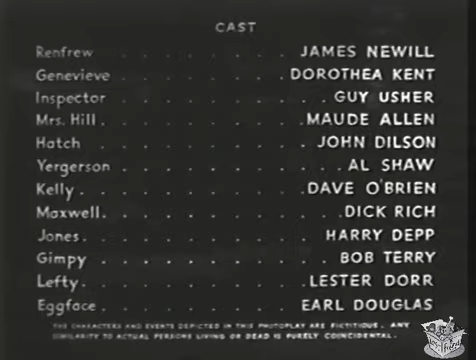 CAST
Renfrew . . . . . . . . . JAMES NEWILL
Genevieve . . . . . . . . DOROTHEA KENT
Inspector . . . . . . . . . . . GUY USHER
Mrs. Hill . . . . . . . . . . MAUDE ALLEN
Hatch . . . . . . . . . . JOHN DILSON
Yergerson . . . . . . . . . . . . AL SHAW
Kelly . . . . . . . . . . . . DAVE O'BRIEN
Maxwell . . . . . . . . . . . . DICK RICH
Jones . . . . . . . . . . . HARRY DEPP
Gimpy . . . . . . . . . . . BOB TERRY
Lefty . . . . . . . . . . . LESTER DORR
Eggface . . . . . . . . . EARL DOUGLAS
THE CHARACTERS AND EVENTS DEPICTED IN THIS PHOTOPLAY ARE FICTITIOUS. ANY
SIMILARITY TO ACTUAL PERSONS LIVING OR DEAD IS PURELY COINCIDENTAL.